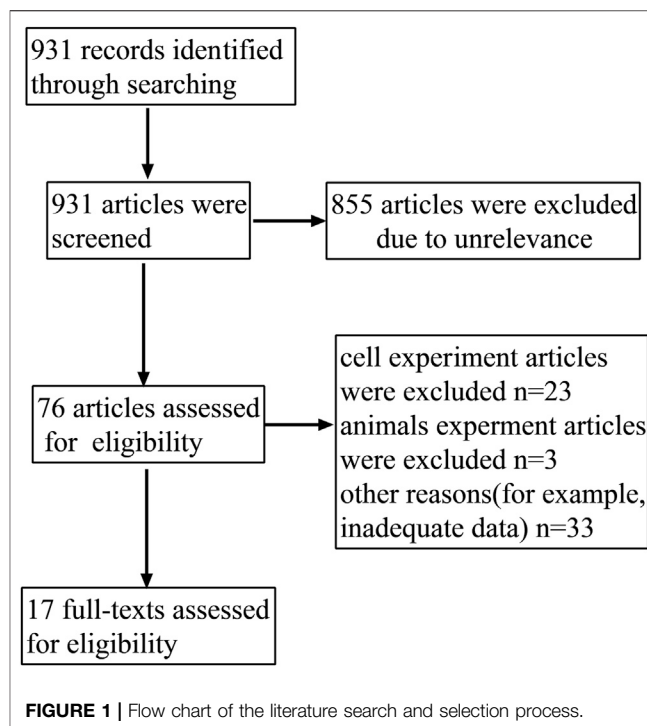 931 records identified
through searching
931 articles were
screened
855 articles were excluded
due to unrelevance
76 articles assessed
for eligibility
cell experiment articles
were excluded n=23
animals experment articles
were excluded n=3
other reasons(for example,
inadequate data) n=33
17 full-texts assessed
for eligibility
FIGURE 1 | Flow chart of the literature search and selection process.